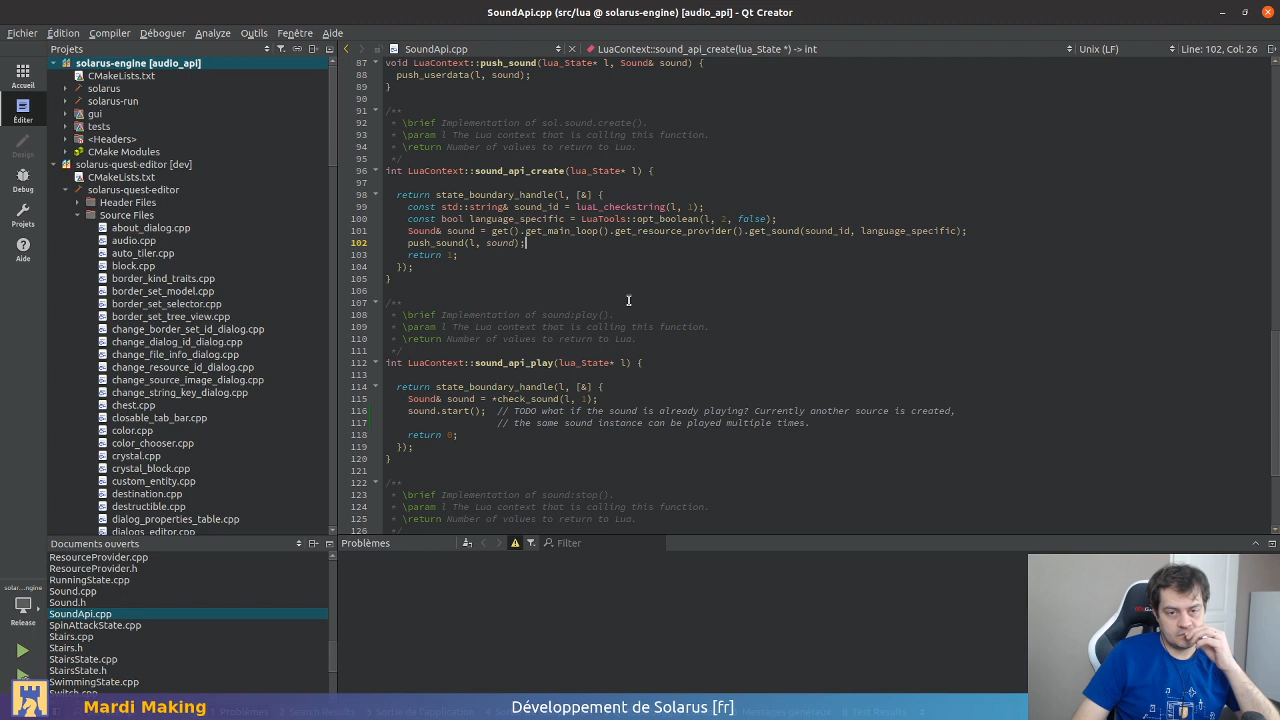 SoundApi.cpp (src/lua @ solarus-engine) [audio_api] - Qt Creator
Fichier Édition Compiler Déboguer Analyze Outils Fenêtre Aide
Projets
SoundApi.cpp
LuaContext::sound_api_create(lua_State *) -> int
Unix (LF)
Line: 102, Col: 26
Accueil
Éditer
Design
Debug
Projets
Aide
solar...ngine
Release
solarus-engine [audio_api]
CMakeLists.txt
solarus
solarus-run
gui
tests
<Headers>
CMake Modules
solarus-quest-editor [dev]
CMakeLists.txt
solarus-quest-editor
Header Files
Source Files
about_dialog.cpp
audio.cpp
auto_tiler.cpp
block.cpp
border_kind_traits.cpp
border_set_model.cpp
border_set_selector.cpp
border_set_tree_view.cpp
change_border_set_id_dialog.cpp
change_dialog_id_dialog.cpp
change_file_info_dialog.cpp
change_resource_id_dialog.cpp
change_source_image_dialog.cpp
change_string_key_dialog.cpp
chest.cpp
closable_tab_bar.cpp
color.cpp
color_chooser.cpp
crystal.cpp
crystal_block.cpp
custom_entity.cpp
destination.cpp
destructible.cpp
dialog_properties_table.cpp
dialogs_editor.cpp
Documents ouverts
ResourceProvider.cpp
ResourceProvider.h
RunningState.cpp
Sound.cpp
Sound.h
SoundApi.cpp
SpinAttackState.cpp
Stairs.cpp
Stairs.h
StairsState.cpp
StairsState.h
SwimmingState.cpp
Switch.cpp
87 void LuaContext::push_sound(lua_State* l, Sound& sound) {
88 push_userdata(l, sound);
89 }
90
91 /**
92 * \brief Implementation of sol.sound.create().
93 * \param l The Lua context that is calling this function.
94 * \return Number of values to return to Lua.
95 */
96 int LuaContext::sound_api_create(lua_State* l) {
97
98 return state_boundary_handle(l, [&] {
99 const std::string& sound_id = luaL_checkstring(l, 1);
100 const bool language_specific = LuaTools::opt_boolean(l, 2, false);
101 Sound& sound = get().get_main_loop().get_resource_provider().get_sound(sound_id, language_specific);
102 push_sound(l, sound);
103 return 1;
104 });
105 }
106
107 /**
108 * \brief Implementation of sound:play().
109 * \param l The Lua context that is calling this function.
110 * \return Number of values to return to Lua.
111 */
112 int LuaContext::sound_api_play(lua_State* l) {
113
114 return state_boundary_handle(l, [&] {
115 Sound& sound = *check_sound(l, 1);
116 sound.start(); // TODO what if the sound is already playing? Currently another source is created,
117 // the same sound instance can be played multiple times.
118 return 0;
119 });
120 }
121
122 /**
123 * \brief Implementation of sound:stop().
124 * \param l The Lua context that is calling this function.
125 * \return Number of values to return to Lua.
126 */
Problèmes
Filter
Mardi Making
Développement de Solarus [fr]